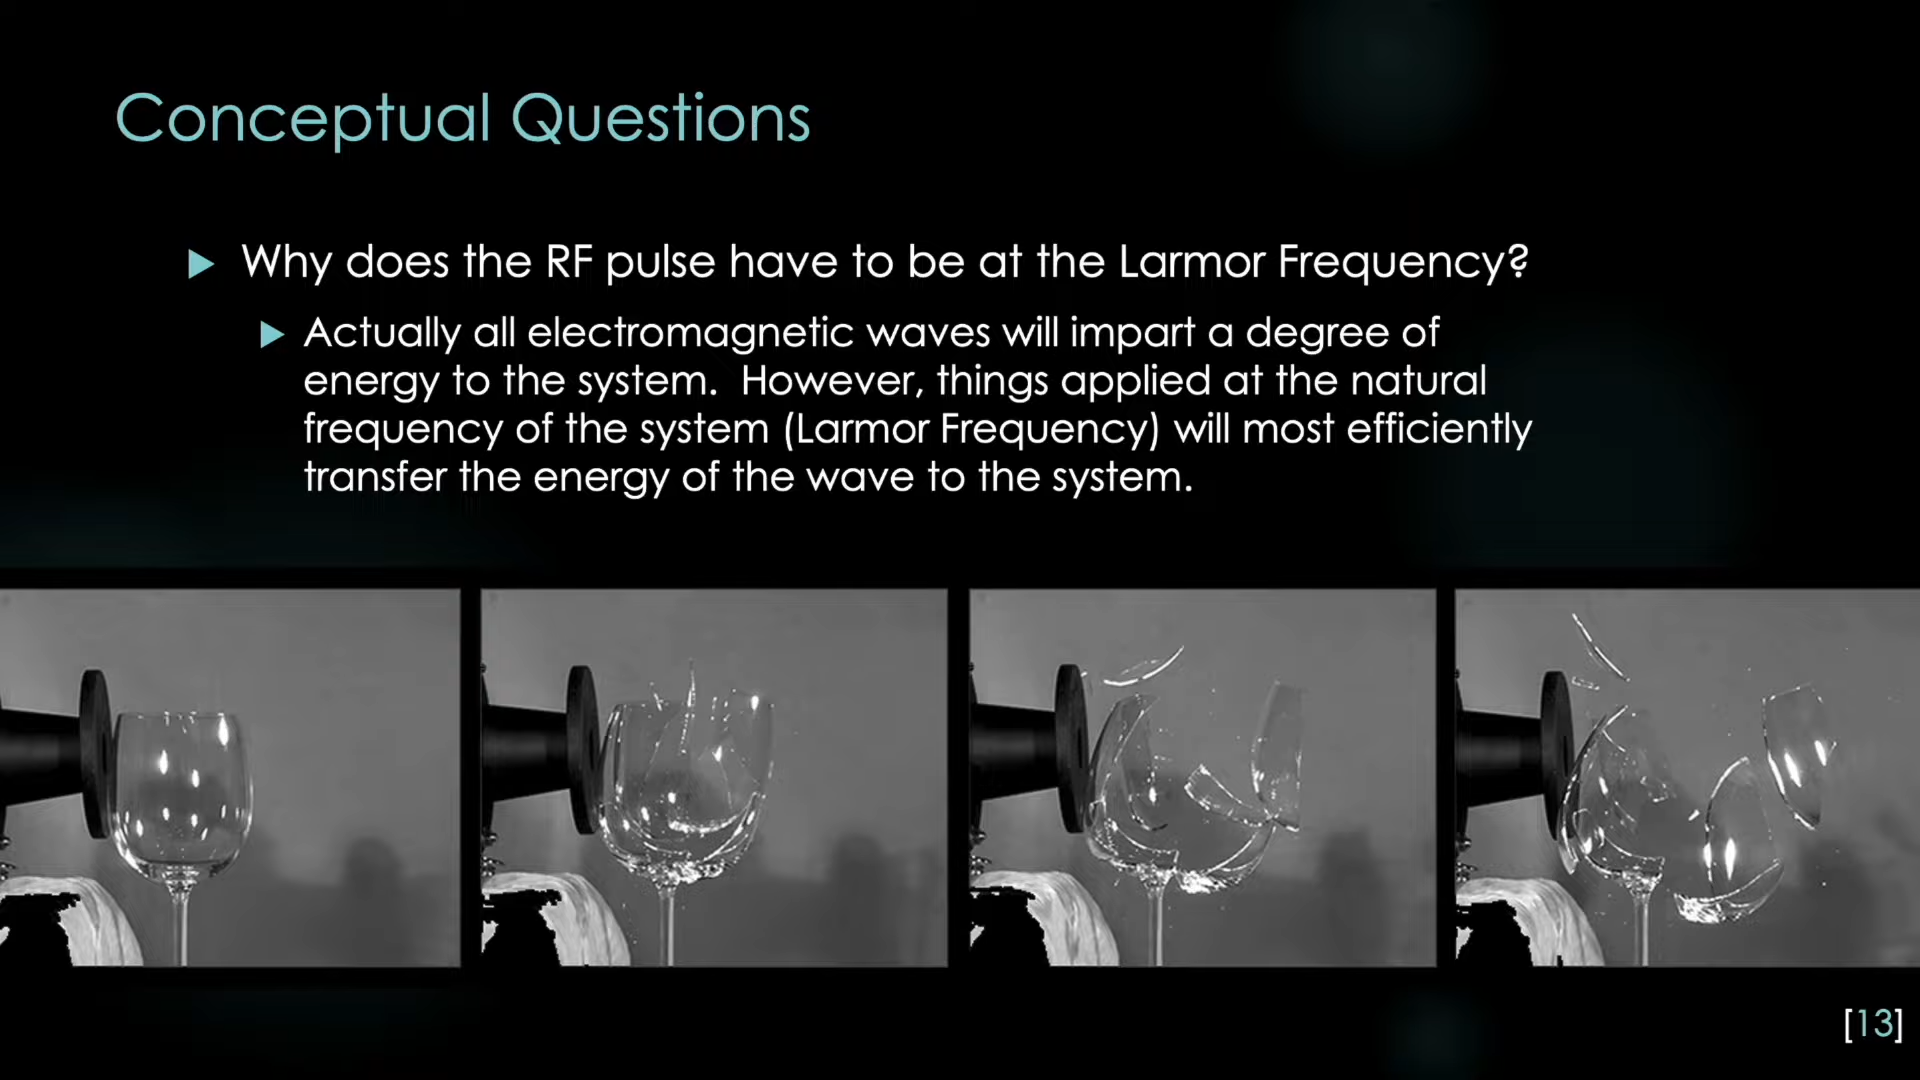 Conceptual Questions
Why does the RF pulse have to be at the Larmor Frequency?
Actually all electromagnetic waves will impart a degree of
energy to the system.  However, things applied at the natural
frequency of the system (Larmor Frequency) will most efficiently
transfer the energy of the wave to the system.
[13]